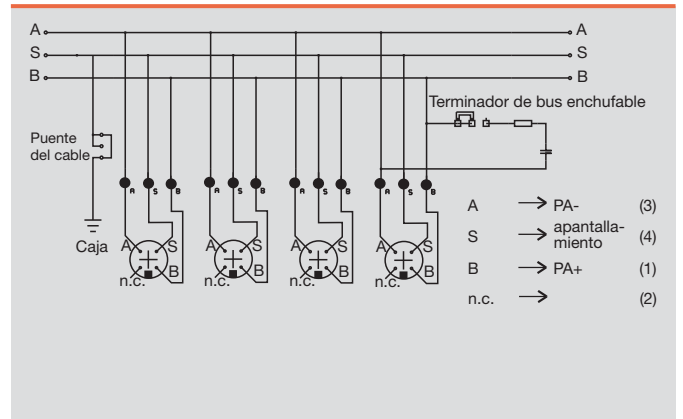 A A
S S
B B
Terminador de bus enchufable
Puente
del cable
A S B A S B A S B A S B
Caja
A S A S A S A S
B B B B
n.c. n.c. n.c. n.c.
A → PA- (3)
S → apantalla-
miento (4)
B → PA+ (1)
n.c. → (2)